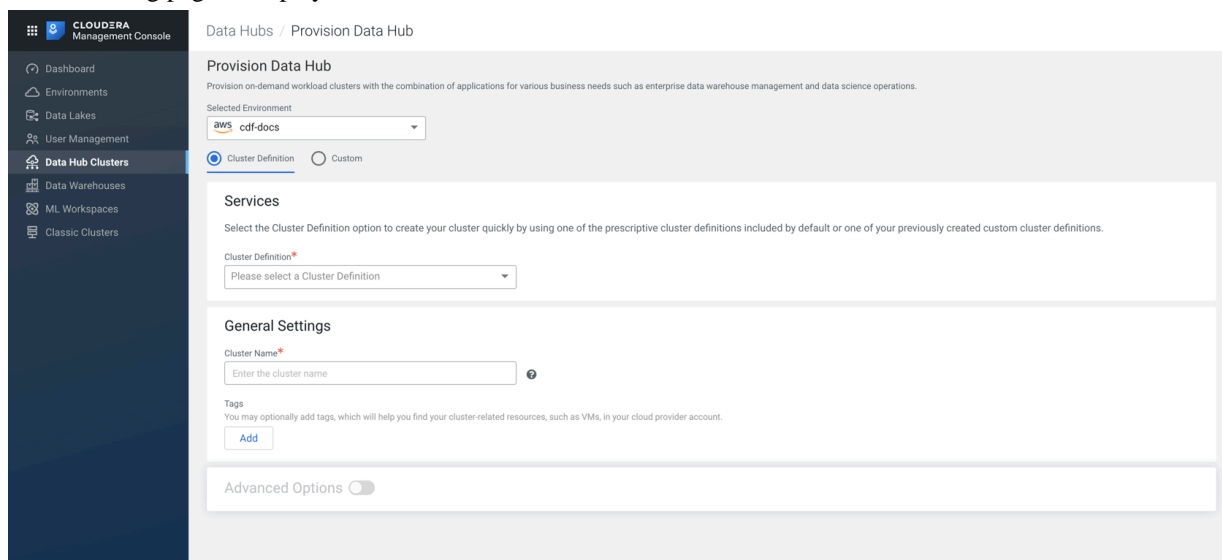 CLOUDERA
Management Console
Data Hubs / Provision Data Hub
Dashboard
Environments
Data Lakes
User Management
Data Hub Clusters
Data Warehouses
ML Workspaces
Classic Clusters
Provision Data Hub
Provision on-demand workload clusters with the combination of applications for various business needs such as enterprise data warehouse management and data science operations.
Selected Environment
aws cdf-docs
Cluster Definition Custom
Services
Select the Cluster Definition option to create your cluster quickly by using one of the prescriptive cluster definitions included by default or one of your previously created custom cluster definitions.
Cluster Definition*
Please select a Cluster Definition
General Settings
Cluster Name*
Enter the cluster name
Tags
You may optionally add tags, which will help you find your cluster-related resources, such as VMs, in your cloud provider account.
Add
Advanced Options